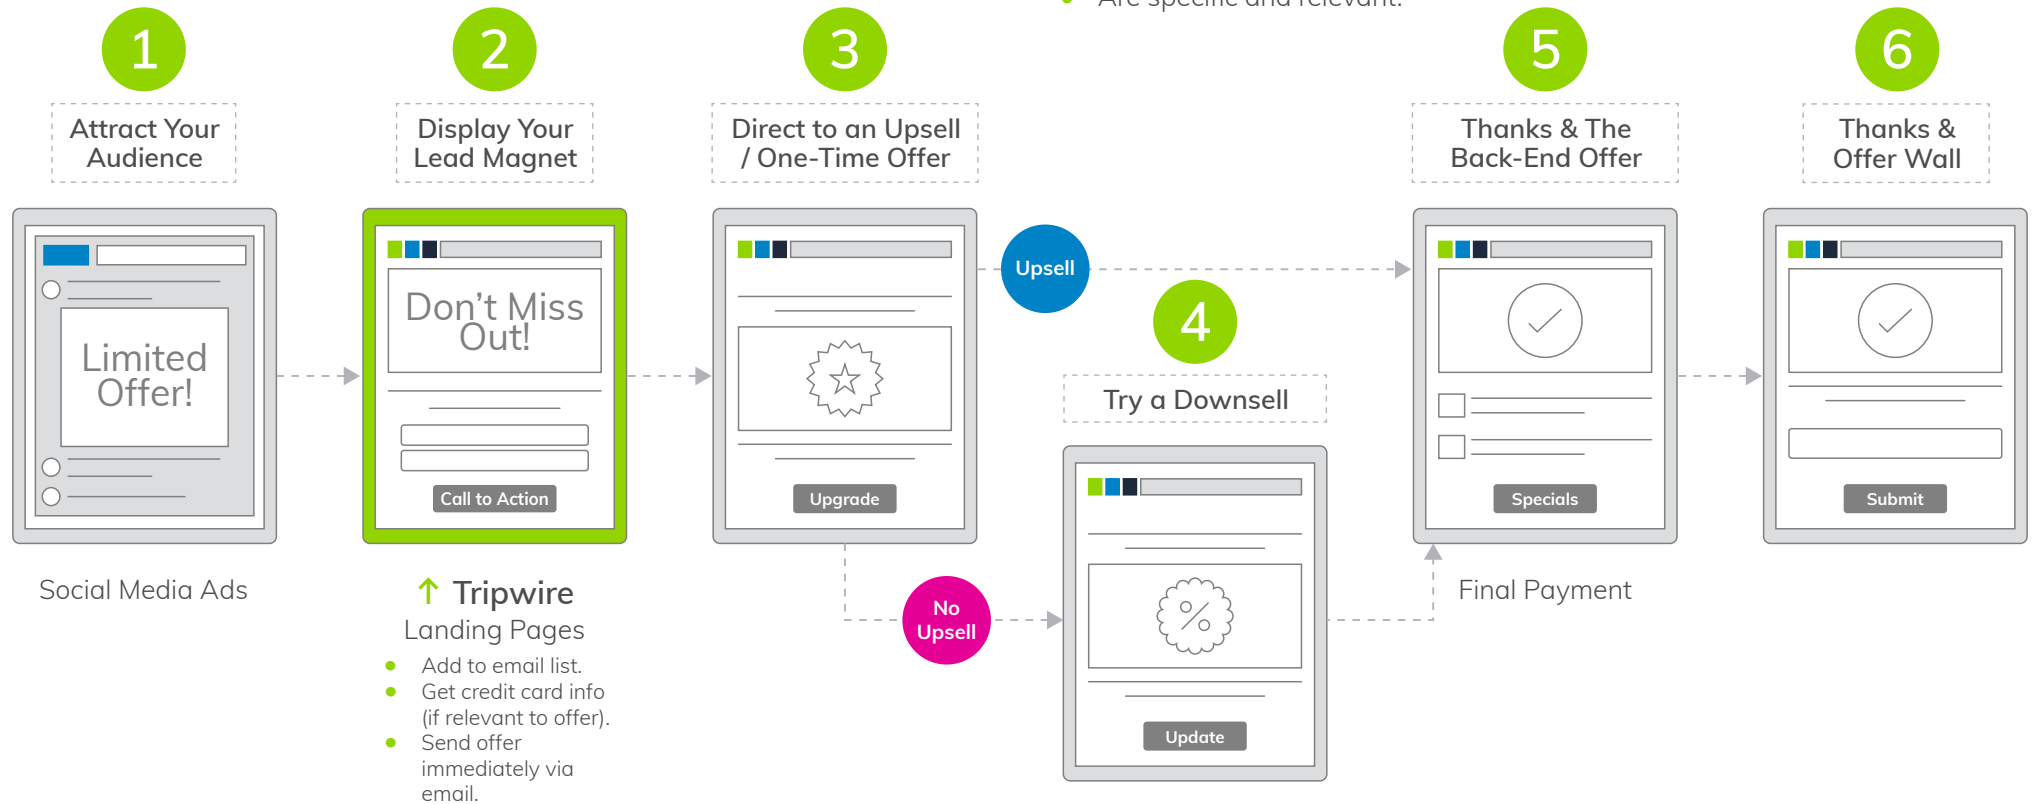 Are specific and relevant.
1
Attract Your
Audience
Limited
Offer!
Social Media Ads
2
Display Your
Lead Magnet
Don't Miss
Out!
Call to Action
↑ Tripwire
Landing Pages
Add to email list.
Get credit card info
(if relevant to offer).
Send offer
immediately via
email.
3
Direct to an Upsell
/ One-Time Offer
Upgrade
Upsell
No
Upsell
4
Try a Downsell
%
Update
5
Thanks & The
Back-End Offer
Specials
Final Payment
6
Thanks &
Offer Wall
Submit